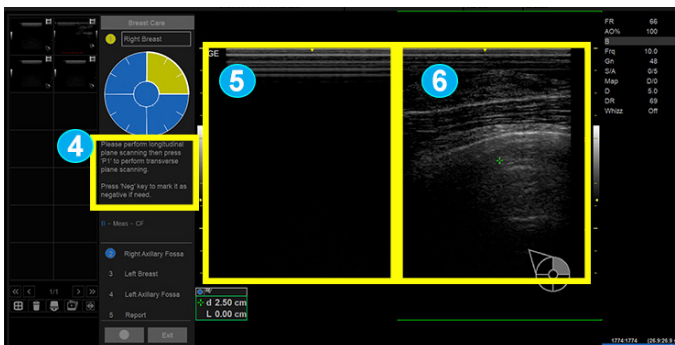 Breast Care
1 Right Breast
4
Please perform longitudinal
plane scanning then press
'P1' to perform transverse
plane scanning.
Press 'Neg' key to mark it as
negative if need.
B - Meas - CF
2 Right Axillary Fossa
3 Left Breast
4 Left Axillary Fossa
5 Report
Exit
<< < 1/1 > >>
GE
5
6
d 2.50 cm
L 0.00 cm
FR 66
AO% 100
B
Frq 10.0
Gn 48
S/A 0/5
Map D/0
D 5.0
DR 69
Whizz Off
1774:1774